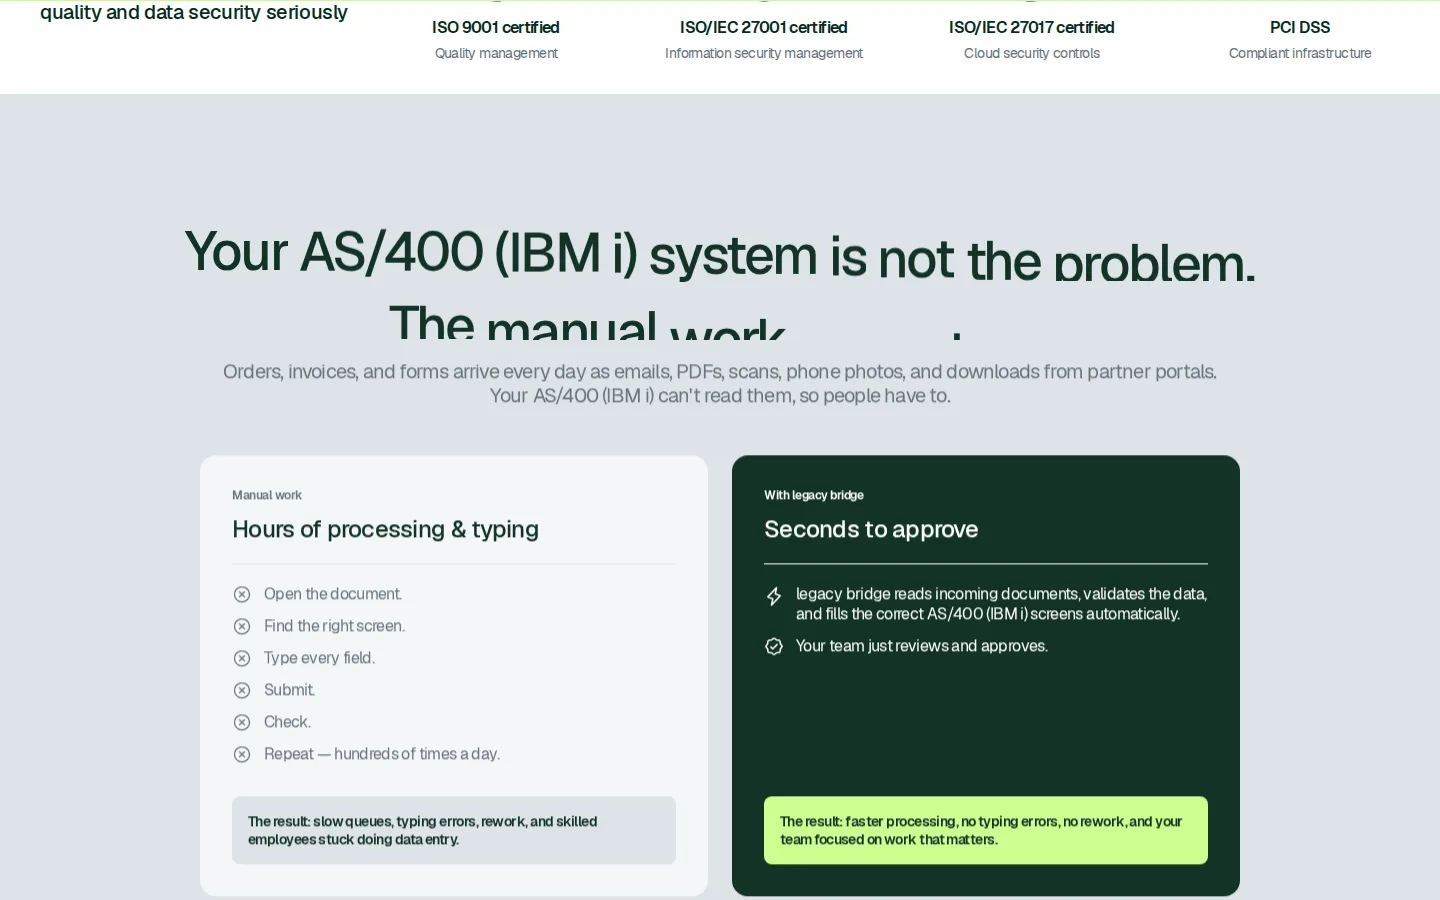 quality and data security seriously
ISO 9001 certified
Quality management
ISO/IEC 27001 certified
Information security management
ISO/IEC 27017 certified
Cloud security controls
PCI DSS
Compliant infrastructure
Your AS/400 (IBM i) system is not the problem.
The manual work
Orders, invoices, and forms arrive every day as emails, PDFs, scans, phone photos, and downloads from partner portals.
Your AS/400 (IBM i) can't read them, so people have to.
Manual work
Hours of processing & typing
Open the document.
Find the right screen.
Type every field.
Submit.
Check.
Repeat — hundreds of times a day.
The result: slow queues, typing errors, rework, and skilled
employees stuck doing data entry.
With legacy bridge
Seconds to approve
legacy bridge reads incoming documents, validates the data,
and fills the correct AS/400 (IBM i) screens automatically.
Your team just reviews and approves.
The result: faster processing, no typing errors, no rework, and your
team focused on work that matters.